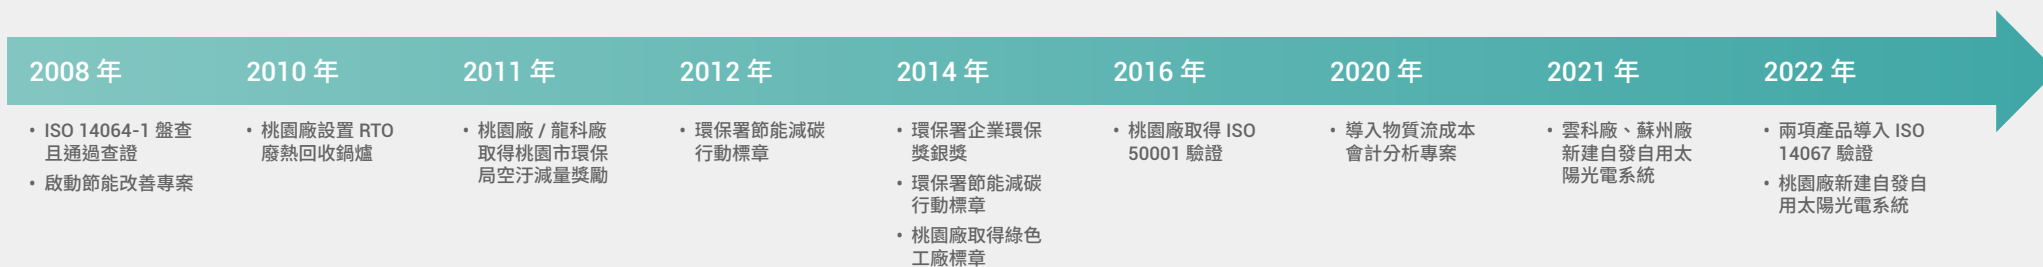 2008 年
• ISO 14064-1 盤查
且通過查證
• 啟動節能改善專案
2010 年
• 桃園廠設置 RTO
廢熱回收鍋爐
2011 年
• 桃園廠 / 龍科廠
取得桃園市環保
局空汙減量獎勵
2012 年
• 環保署節能減碳
行動標章
2014 年
• 環保署企業環保
獎銀獎
• 環保署節能減碳
行動標章
• 桃園廠取得綠色
工廠標章
2016 年
• 桃園廠取得 ISO
50001 驗證
2020 年
• 導入物質流成本
會計分析專案
2021 年
• 雲科廠、蘇州廠
新建自發自用太
陽光電系統
2022 年
• 兩項產品導入 ISO
14067 驗證
• 桃園廠新建自發自
用太陽光電系統